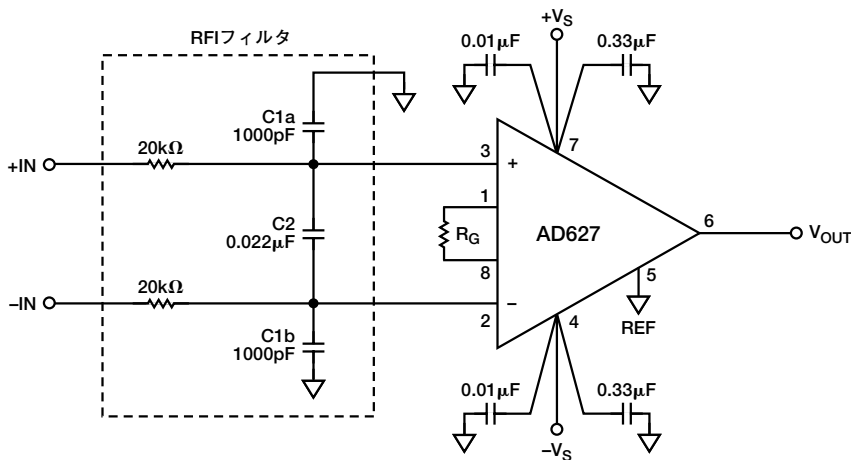 +VS
0.01μF
0.33μF
RFIフィルタ
C1a
1000pF
20kΩ
+IN
3
+
7
1
C2
0.022μF
RG
AD627
6
VOUT
8
5
20kΩ
–IN
–
2
4
REF
C1b
1000pF
0.01μF
0.33μF
–VS